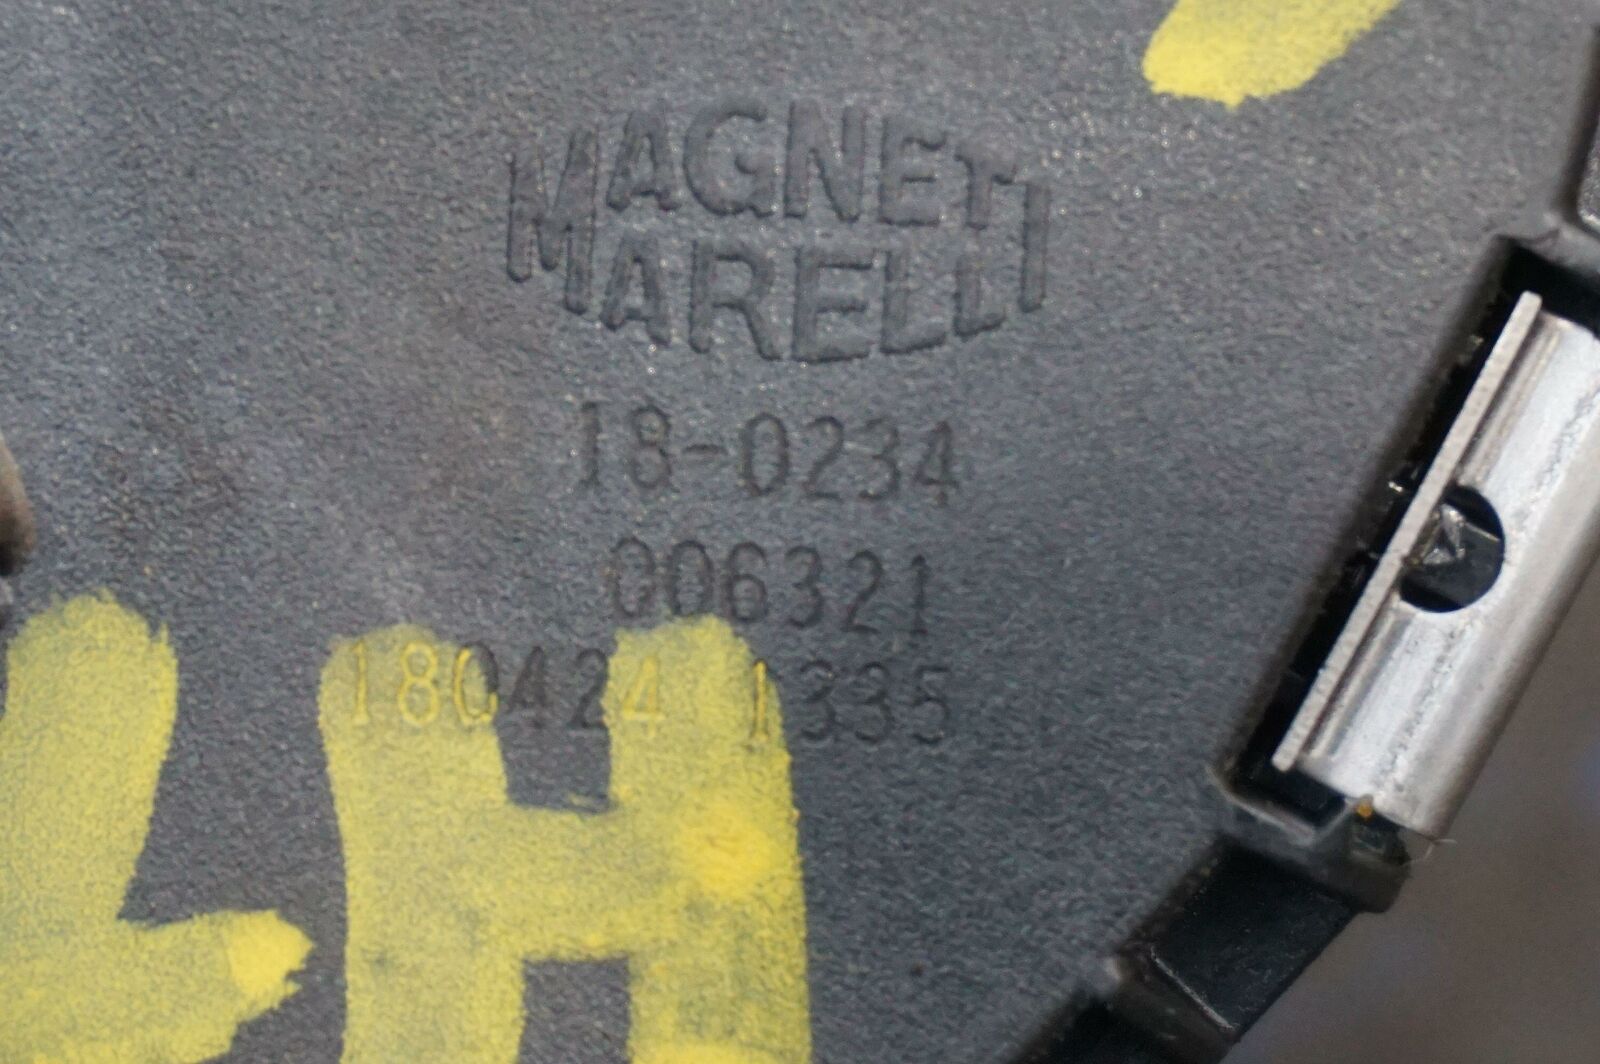 MAGNETI
MARELLI
18-0234
006321
180424 1335
LH